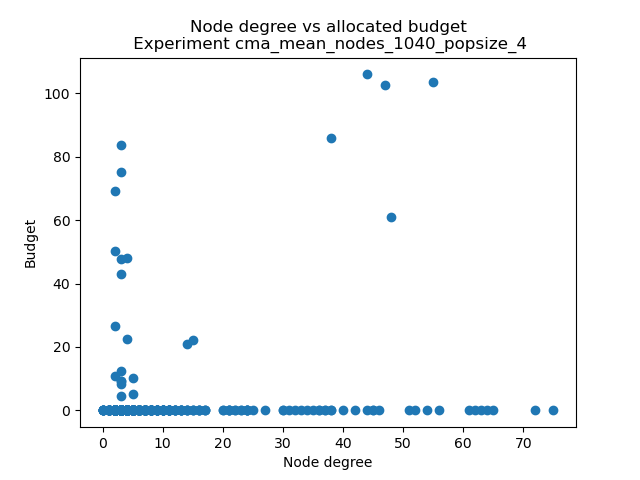 Node degree vs allocated budget
Experiment cma_mean_nodes_1040_popsize_4
100
80
60
40
20
0
Budget
0 10 20 30 40 50 60 70
Node degree